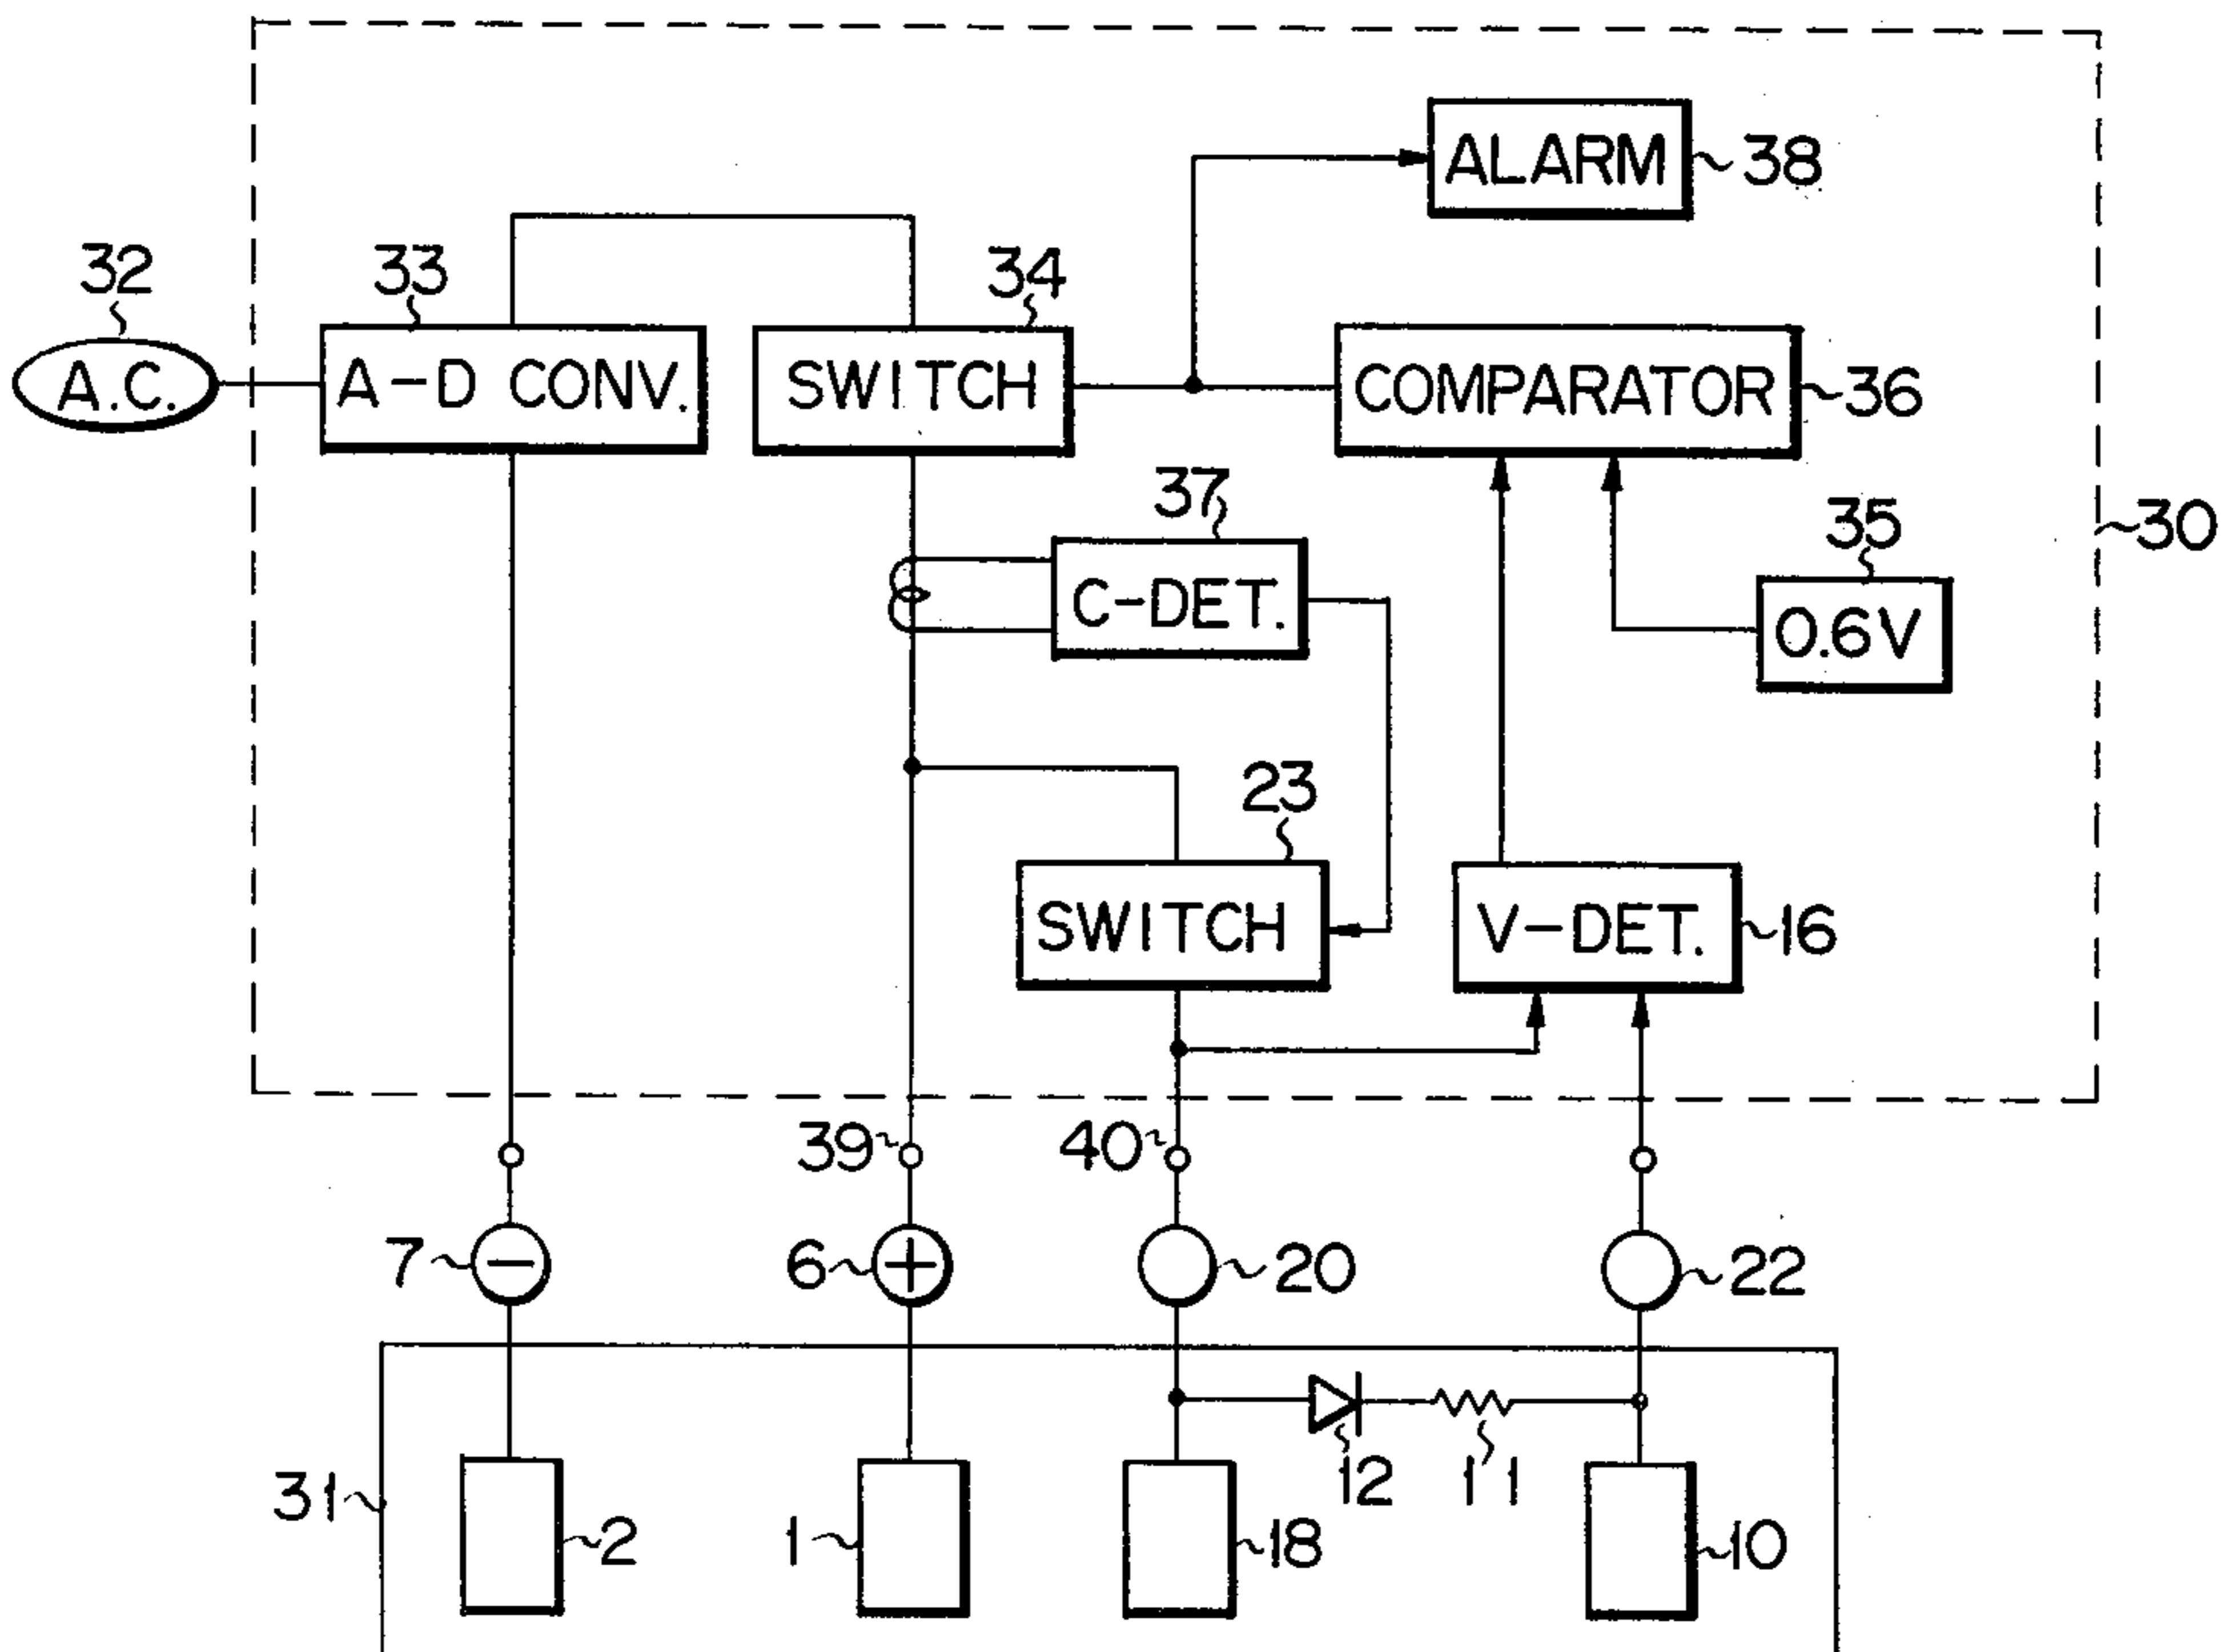 ALARM
38
32
33
34
A.C.
A-D CONV.
SWITCH
COMPARATOR
36
37
35
30
C-DET.
0.6V
23
SWITCH
V-DET.
16
39
40
7
-
6
+
20
22
31
12
11
2
1
18
10